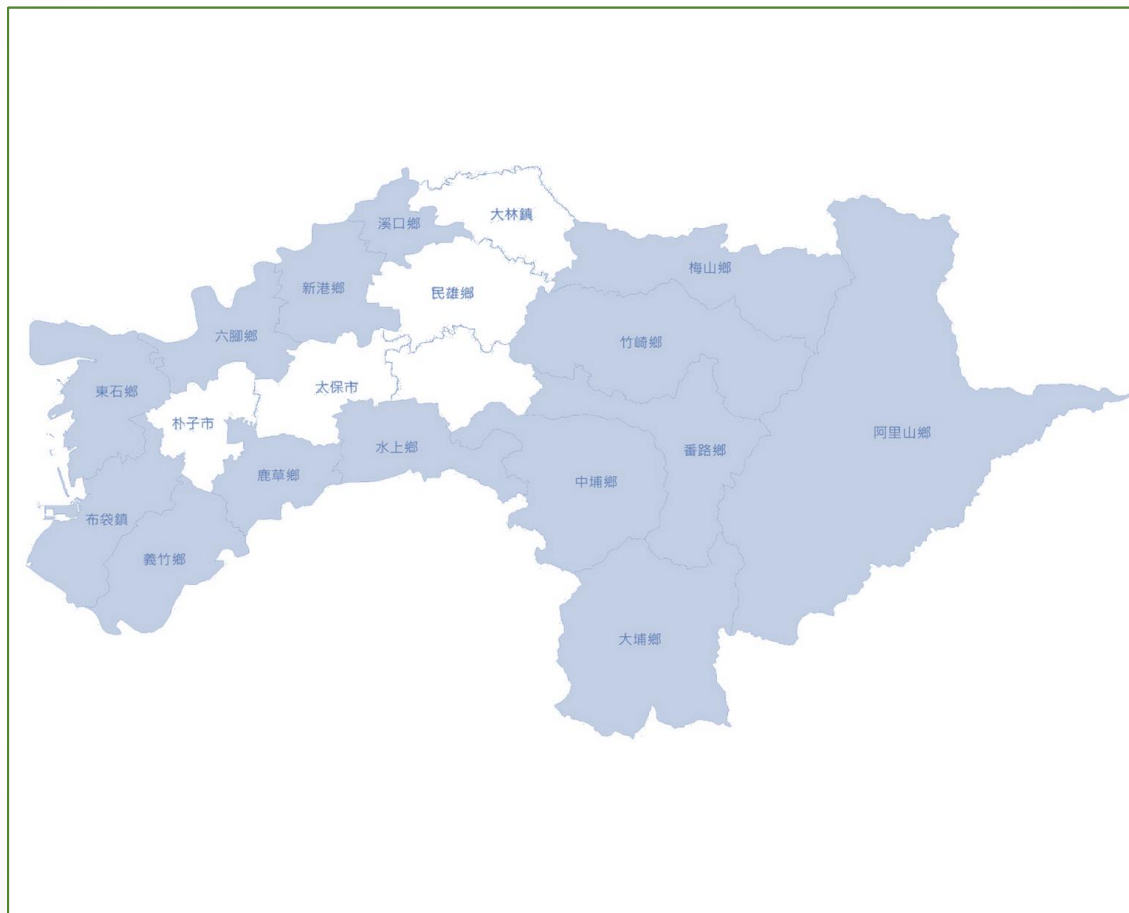 大林鎮
溪口鄉
梅山鄉
新港鄉
民雄鄉
六腳鄉
竹崎鄉
太保市
東石鄉
朴子市
阿里山鄉
水上鄉
番路鄉
鹿草鄉
中埔鄉
布袋鎮
義竹鄉
大埔鄉